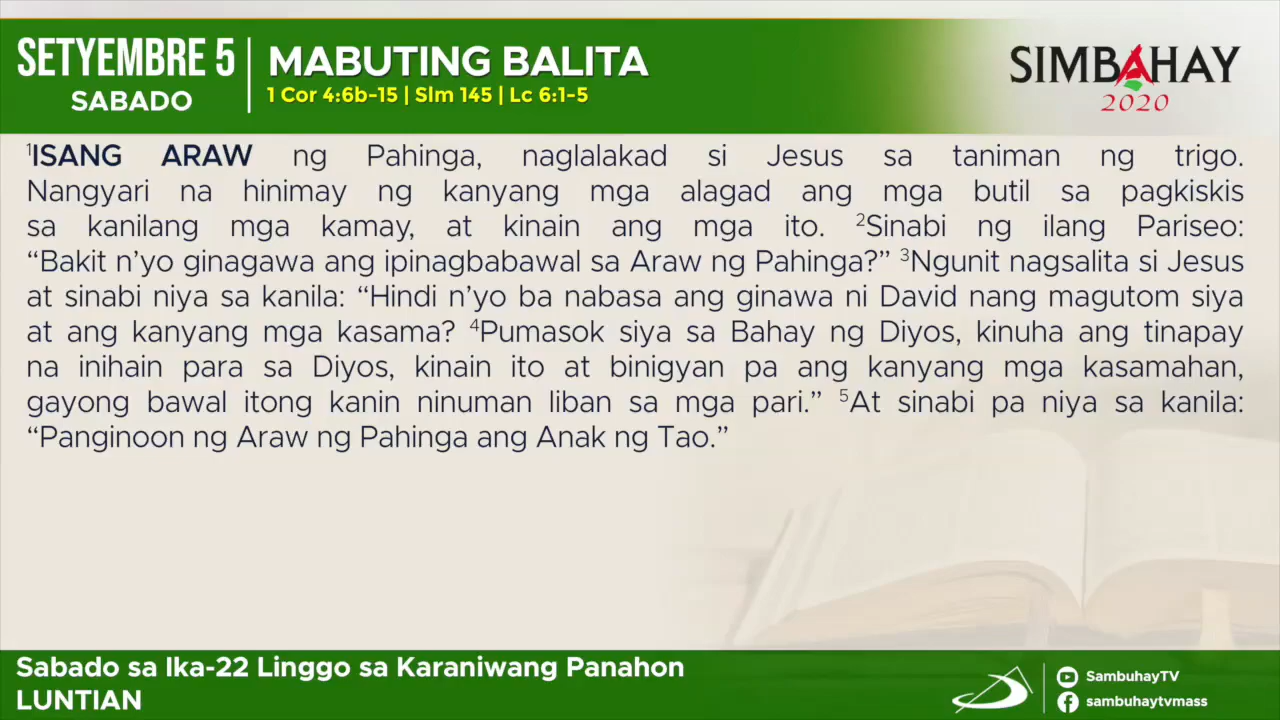 SETYEMBRE 5
SABADO
MABUTING BALITA
1 Cor 4:6b-15 | Slm 145 | Lc 6:1-5
SIMBAHAY
2020
¹ISANG ARAW ng Pahinga, naglalakad si Jesus sa taniman ng trigo.
Nangyari na hinimay ng kanyang mga alagad ang mga butil sa pagkiskis
sa kanilang mga kamay, at kinain ang mga ito. ²Sinabi ng ilang Pariseo:
“Bakit n’yo ginagawa ang ipinagbabawal sa Araw ng Pahinga?” ³Ngunit nagsalita si Jesus
at sinabi niya sa kanila: “Hindi n’yo ba nabasa ang ginawa ni David nang magutom siya
at ang kanyang mga kasama? ⁴Pumasok siya sa Bahay ng Diyos, kinuha ang tinapay
na inihain para sa Diyos, kinain ito at binigyan pa ang kanyang mga kasamahan,
gayong bawal itong kanin ninuman liban sa mga pari.” ⁵At sinabi pa niya sa kanila:
“Panginoon ng Araw ng Pahinga ang Anak ng Tao.”
Sabado sa Ika-22 Linggo sa Karaniwang Panahon
LUNTIAN
SambuhayTV
sambuhaytvmass